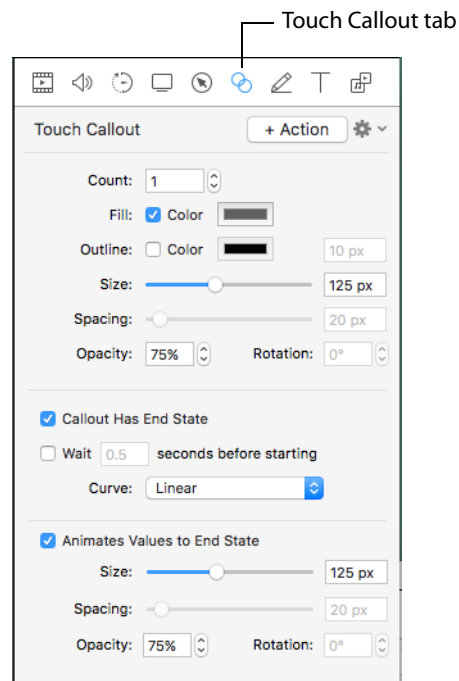 Touch Callout tab
Touch Callout + Action
Count: 1
Fill: Color
Outline: Color 10 px
Size: 125 px
Spacing: 20 px
Opacity: 75% Rotation: 0°
Callout Has End State
Wait 0.5 seconds before starting
Curve: Linear
Animates Values to End State
Size: 125 px
Spacing: 20 px
Opacity: 75% Rotation: 0°